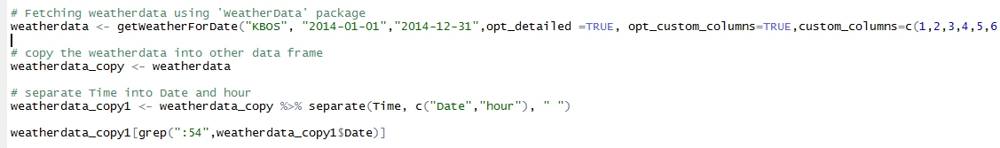 # Fetching weatherdata using 'WeatherData' package
weatherdata <- getWeatherForDate("KBOS", "2014-01-01","2014-12-31",opt_detailed =TRUE, opt_custom_columns=TRUE,custom_columns=c(1,2,3,4,5,6
# copy the weatherdata into other data frame
weatherdata_copy <- weatherdata
# separate Time into Date and hour
weatherdata_copy1 <- weatherdata_copy %>% separate(Time, c("Date","hour"), " ")
weatherdata_copy1[grep(":54",weatherdata_copy1$Date)]